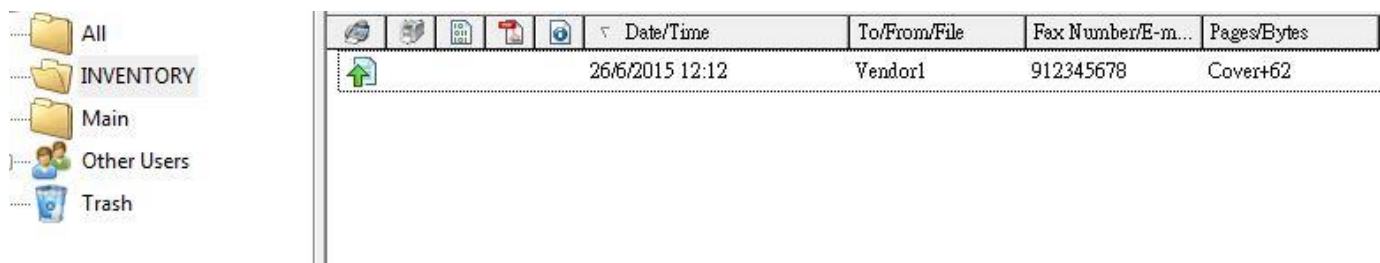 All
INVENTORY
Main
Other Users
Trash
Date/Time To/From/File Fax Number/E-m... Pages/Bytes
26/6/2015 12:12 Vendor1 912345678 Cover+62